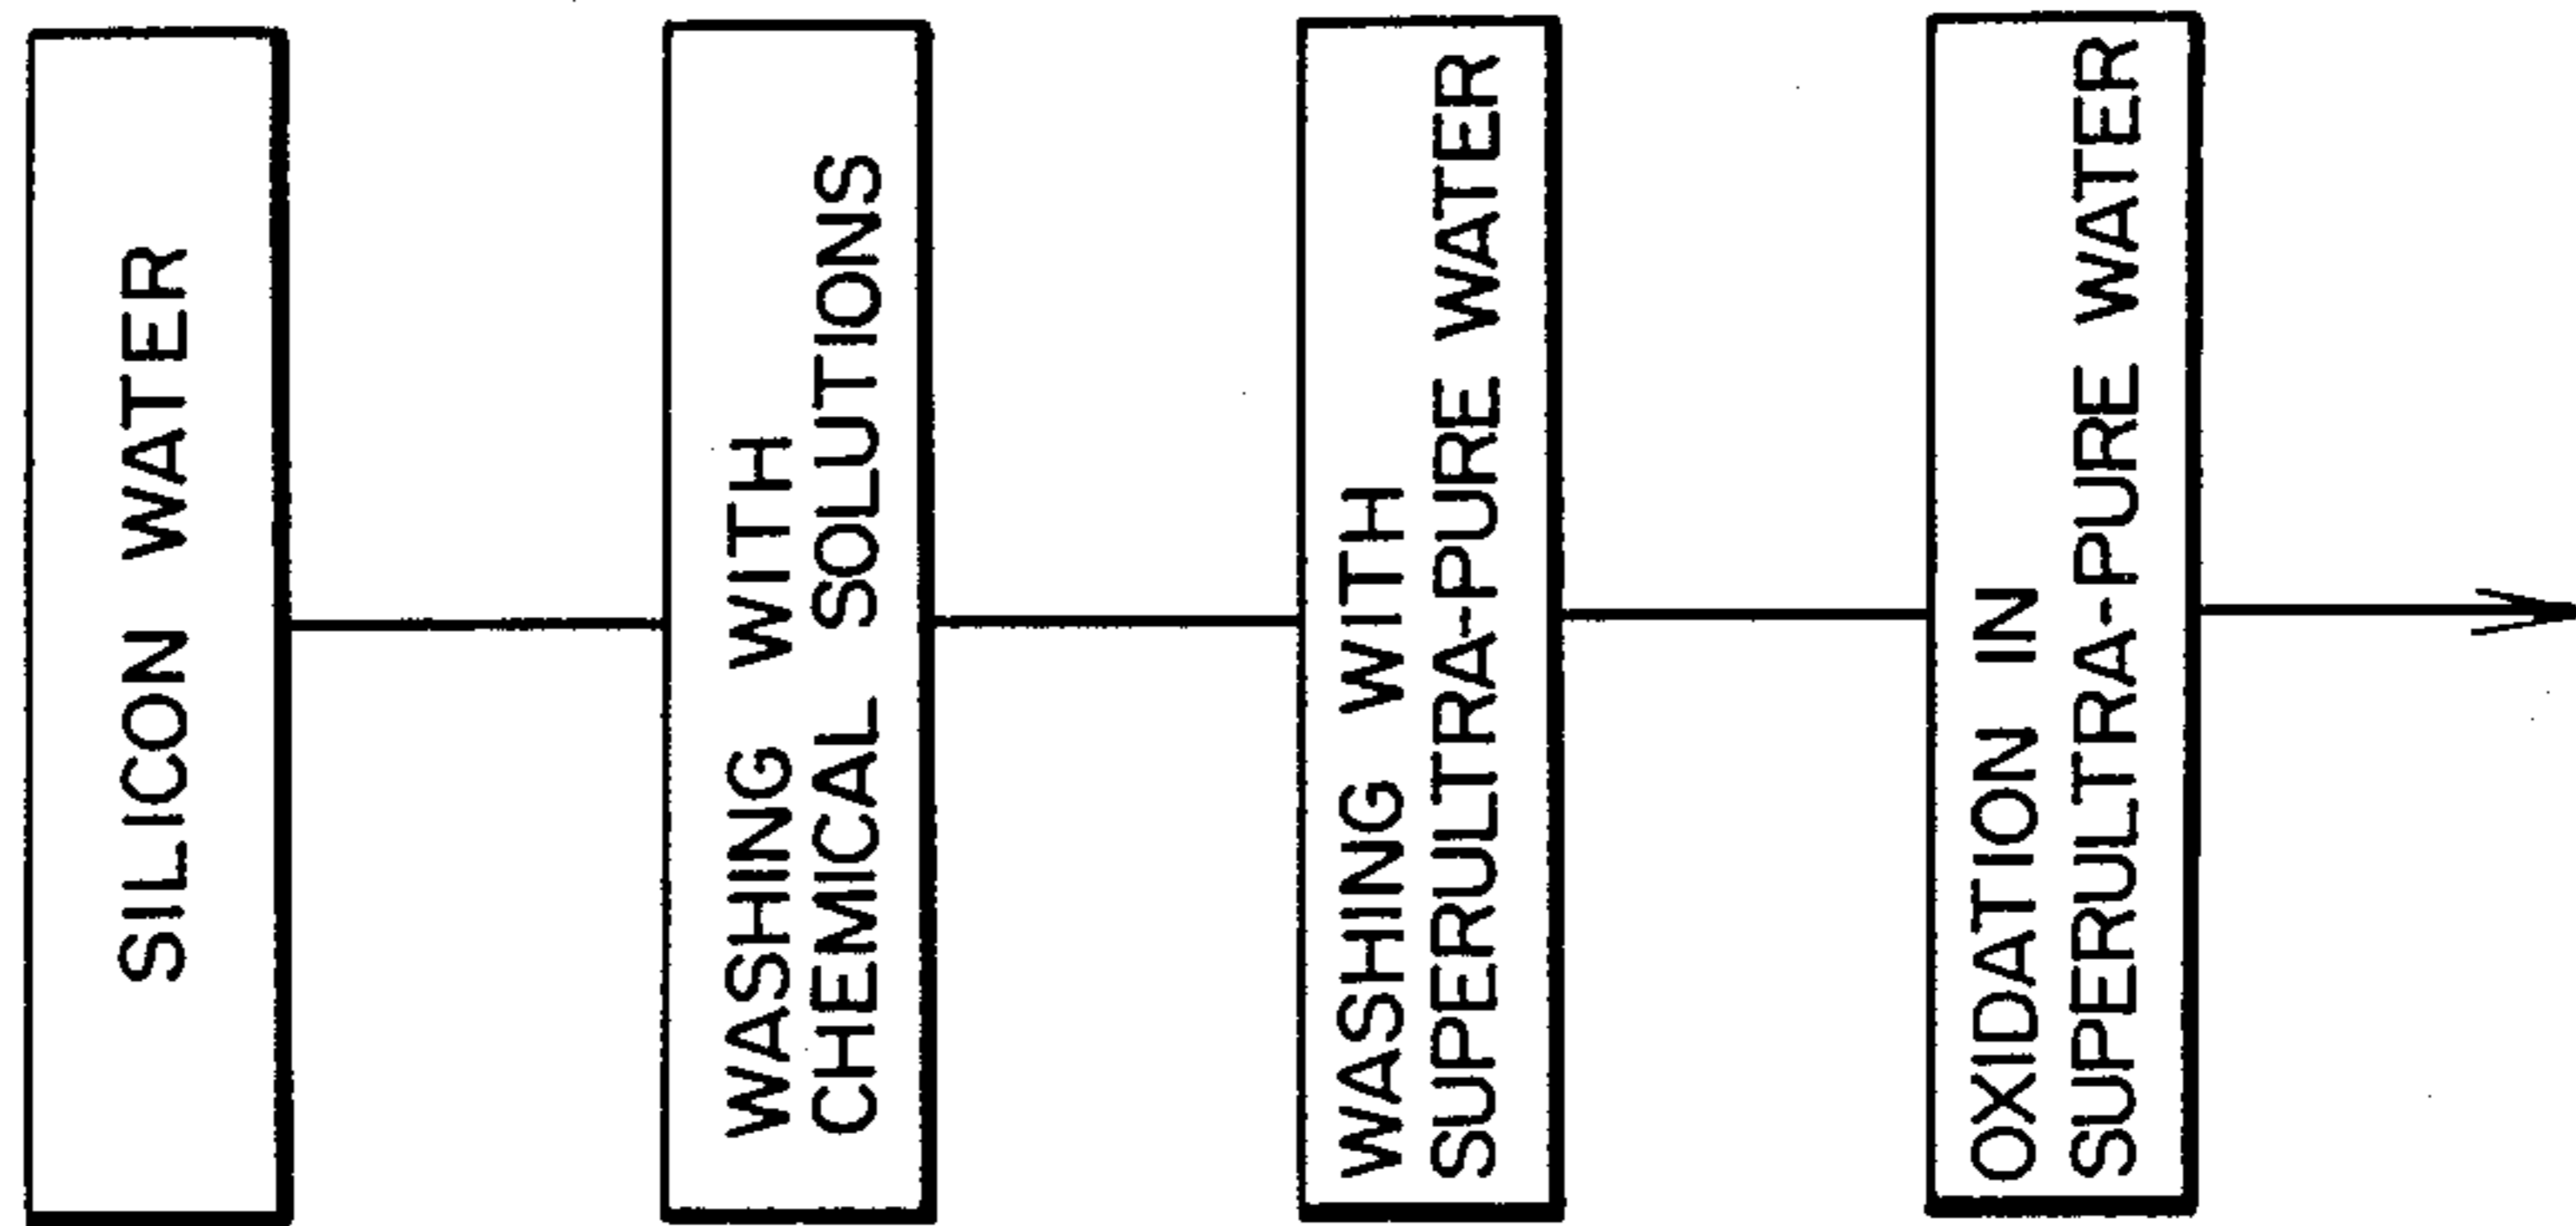 SILICON WATER
WASHING WITH
CHEMICAL SOLUTIONS
WASHING WITH
SUPERULTRA-PURE WATER
OXIDATION IN
SUPERULTRA-PURE WATER